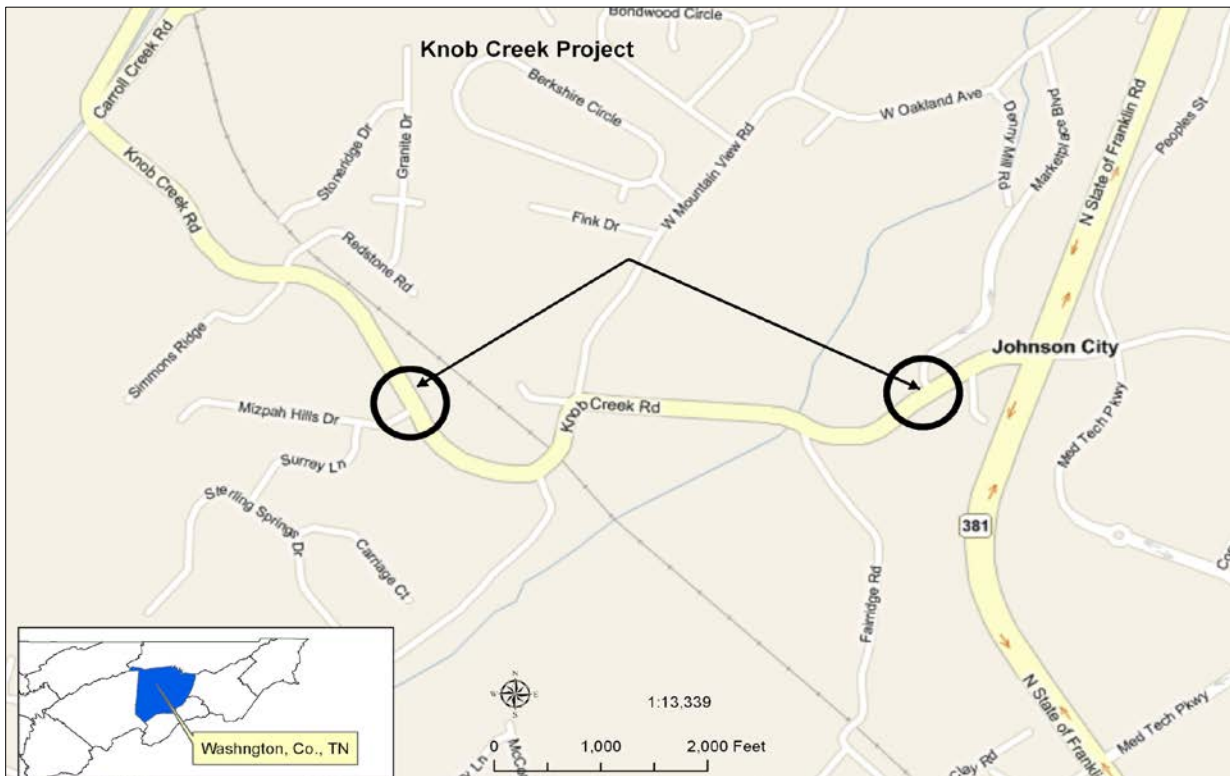 Bondwood Circle
Knob Creek Project
Carroll Creek Rd
Berkshire Circle
W Oakland Ave
Denny Mill Rd
Marketplace Blvd
N State of Franklin Rd
Peoples St
Stoneridge Dr
Granite Dr
W Mountain View Rd
Knob Creek Rd
Fink Dr
Redstone Rd
Simmons Ridge
Johnson City
Mizpah Hills Dr
Knob Creek Rd
Surrey Ln
Med Tech Pkwy
Sterling Springs Dr
381
Carriage Ct
Fairridge Rd
N
W E
S
1:13,339
N State of Franklin
Washngton, Co., TN
0 1,000 2,000 Feet
Med Tech Pkwy
Ln
lay Rd